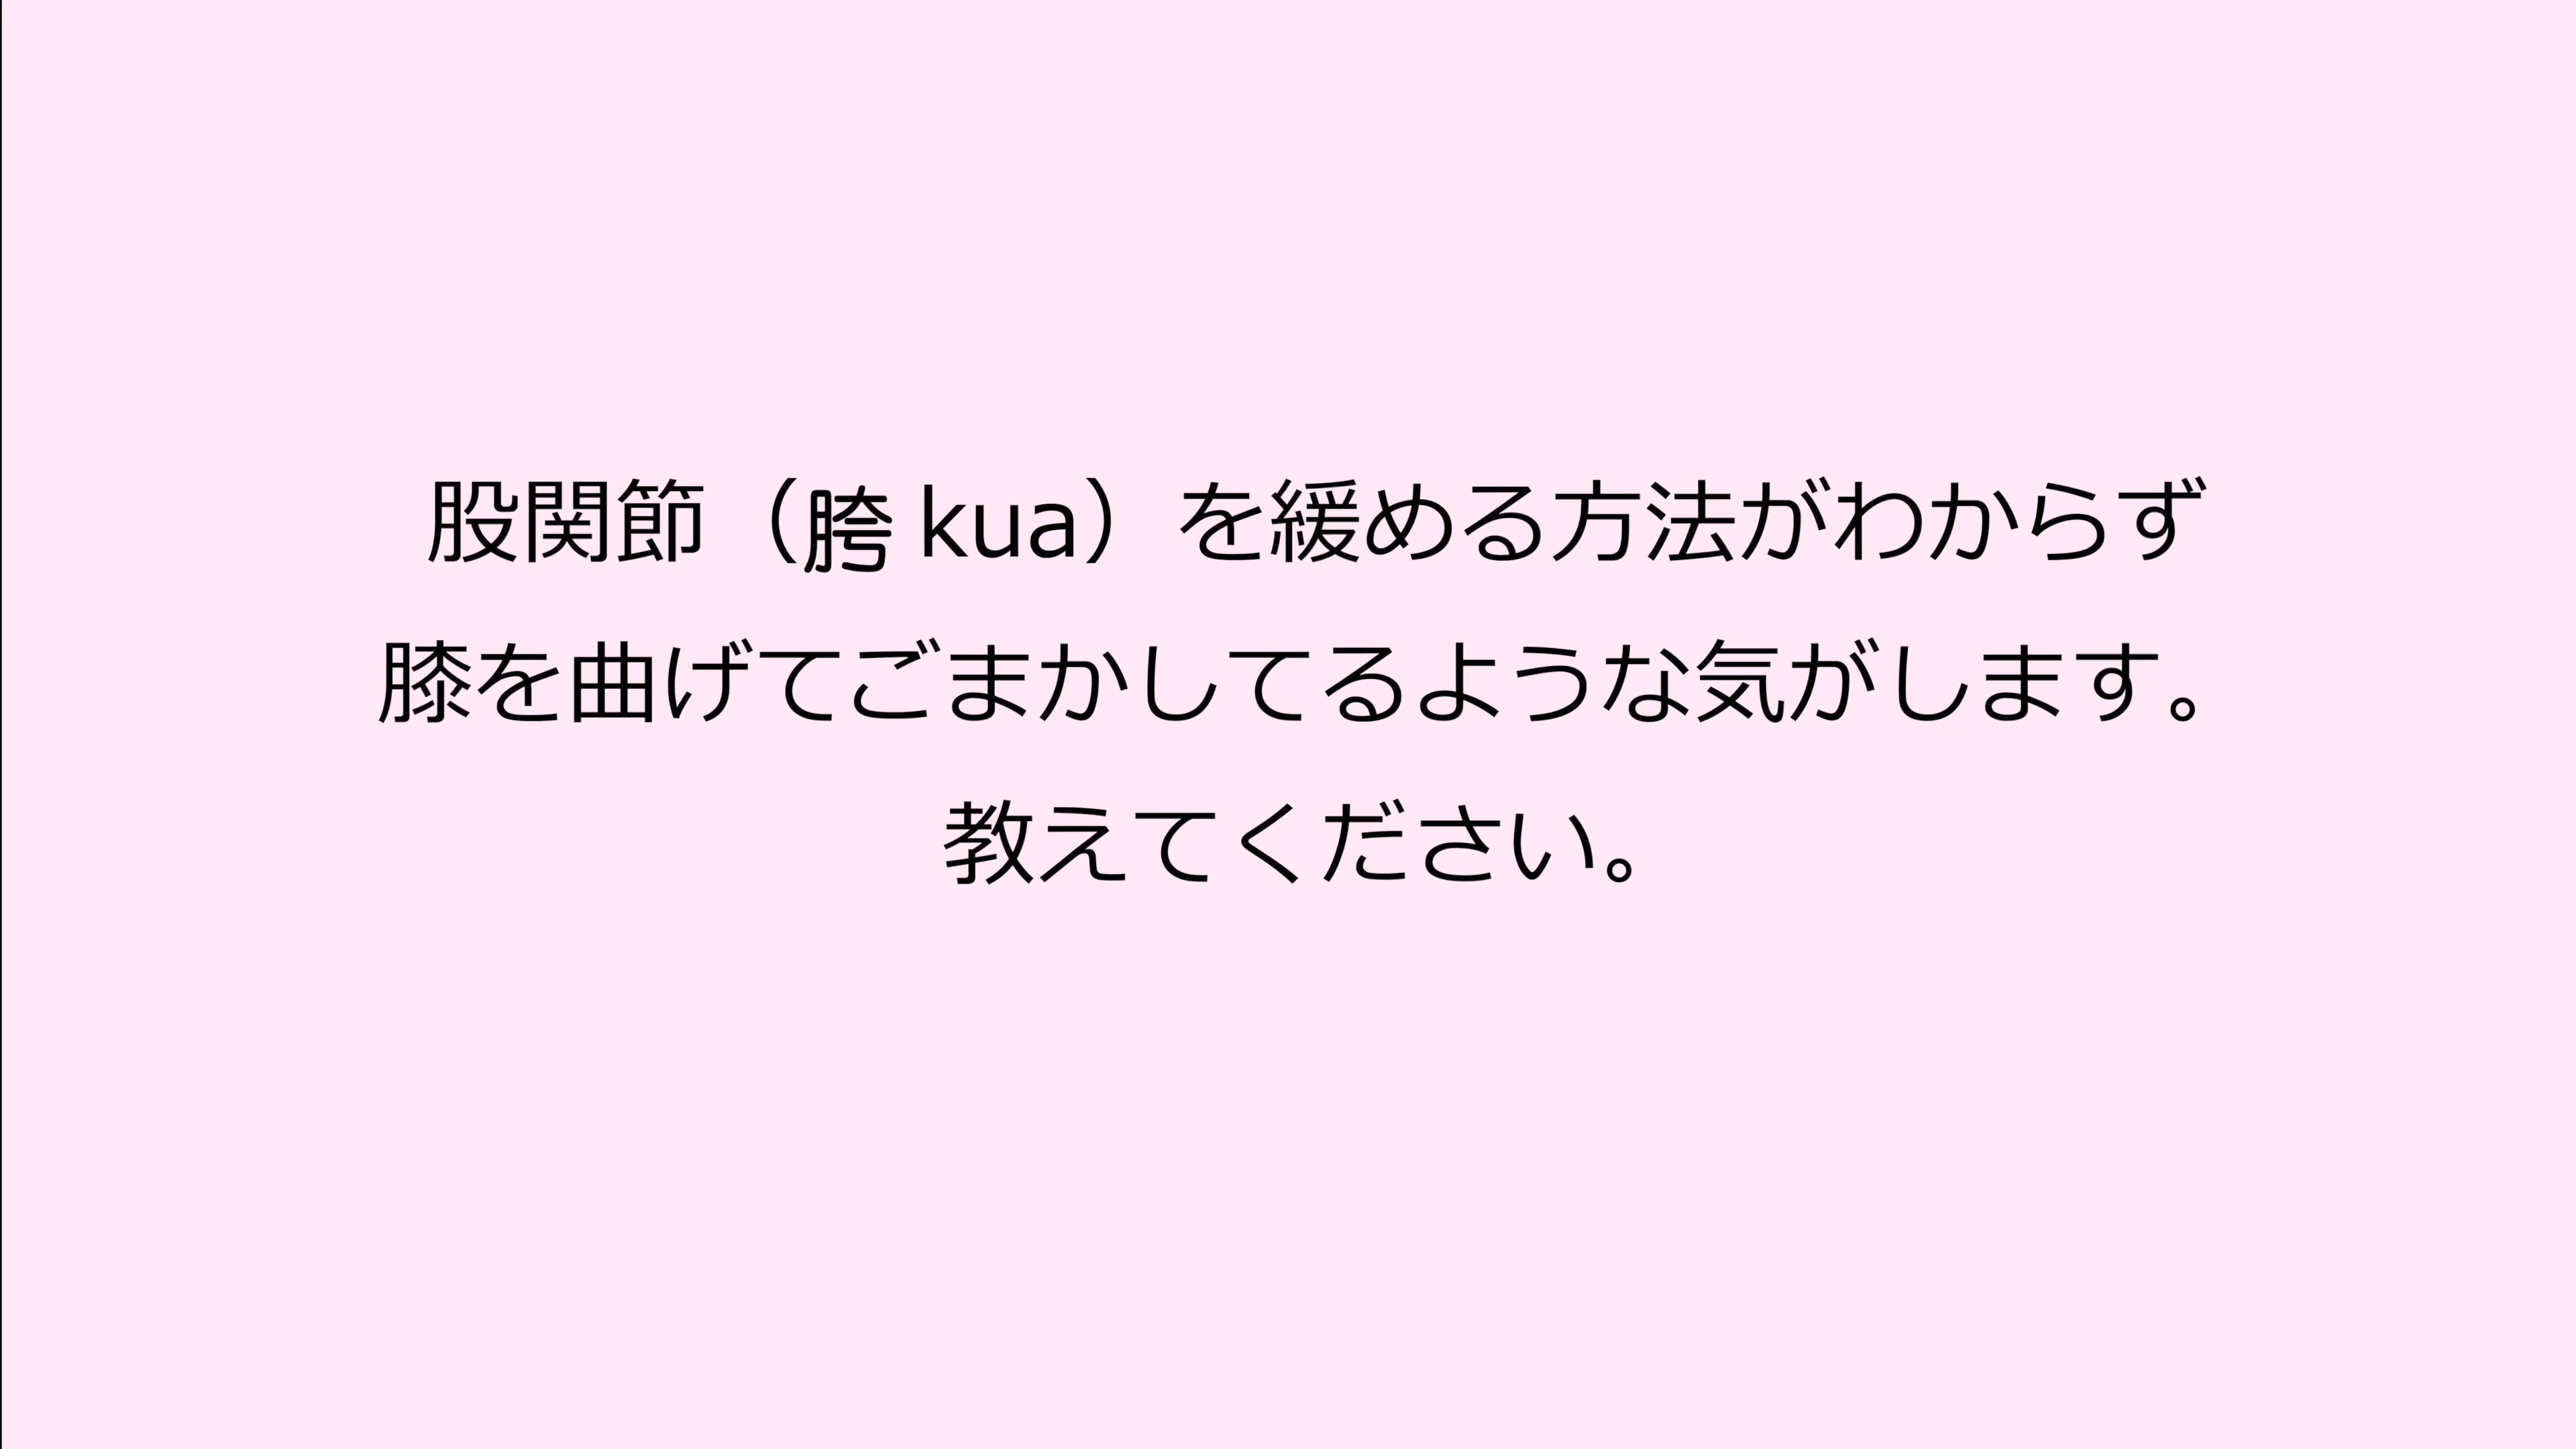 股関節（胯 kua）を緩める方法がわからず
膝を曲げてごまかしてるような気がします。
教えてください。